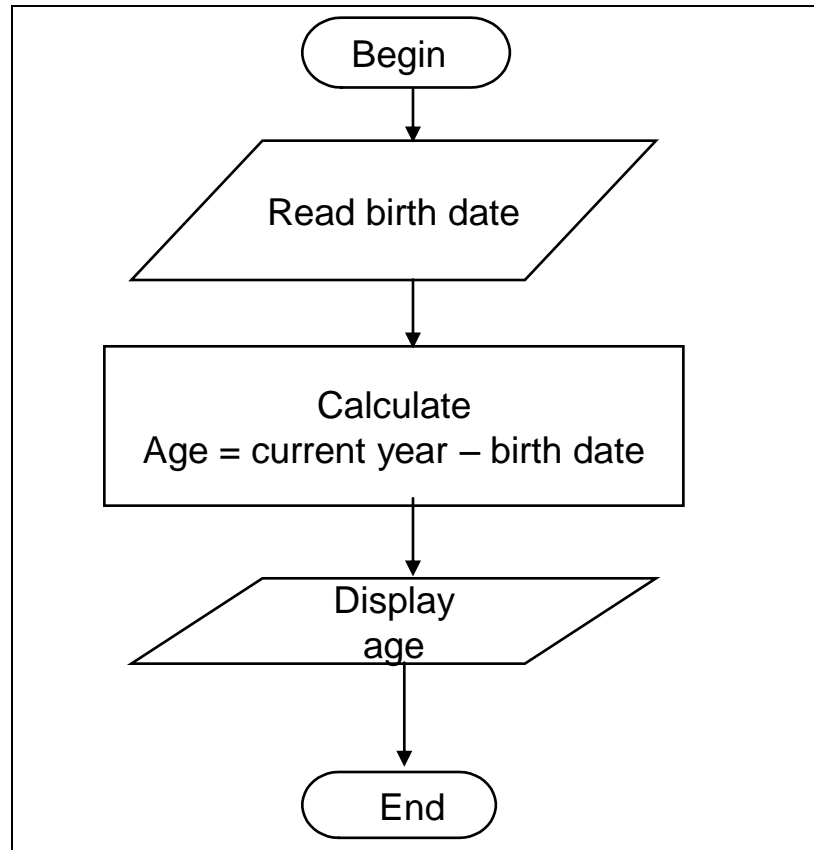 Begin
Read birth date
Calculate
Age = current year – birth date
Display
age
End